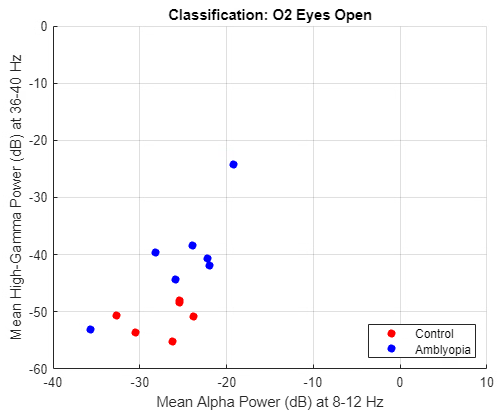 Classification: O2 Eyes Open
Mean High-Gamma Power (dB) at 36-40 Hz
0
-10
-20
-30
-40
-50
-60
-40
-30
-20
-10
0
10
Mean Alpha Power (dB) at 8-12 Hz
Control
Amblyopia